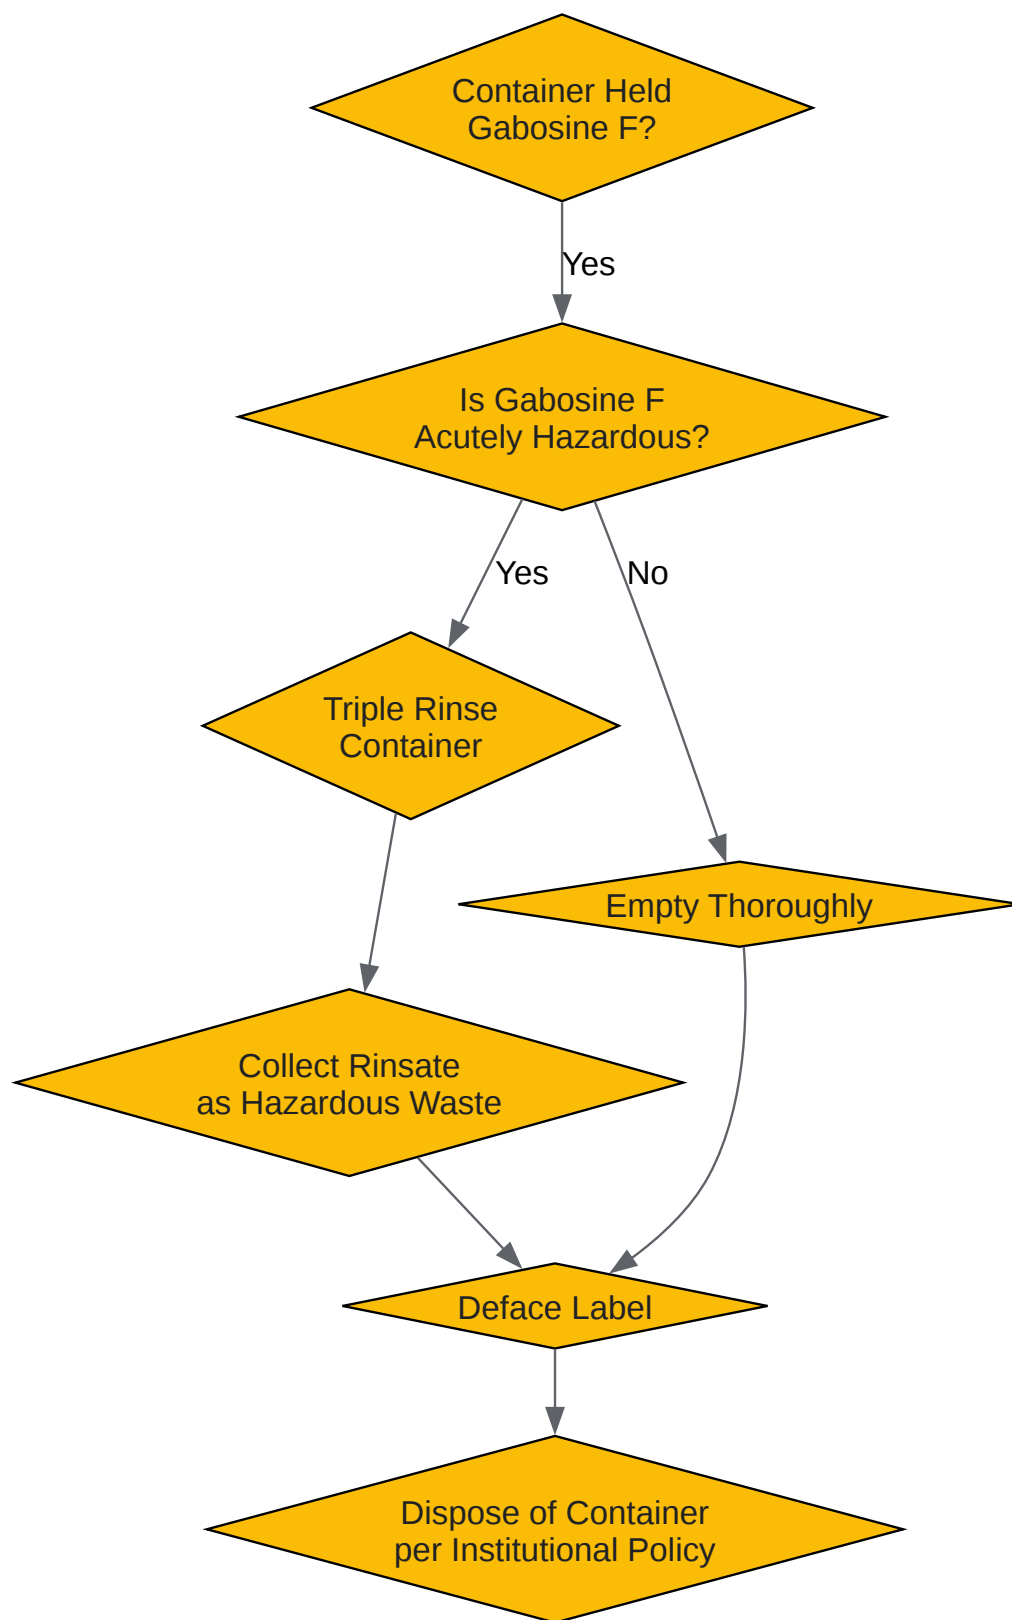 Container Held
Gabosine F?
Yes
Is Gabosine F
Acutely Hazardous?
Yes
No
Triple Rinse
Container
Empty Thoroughly
Collect Rinsate
as Hazardous Waste
Deface Label
Dispose of Container
per Institutional Policy